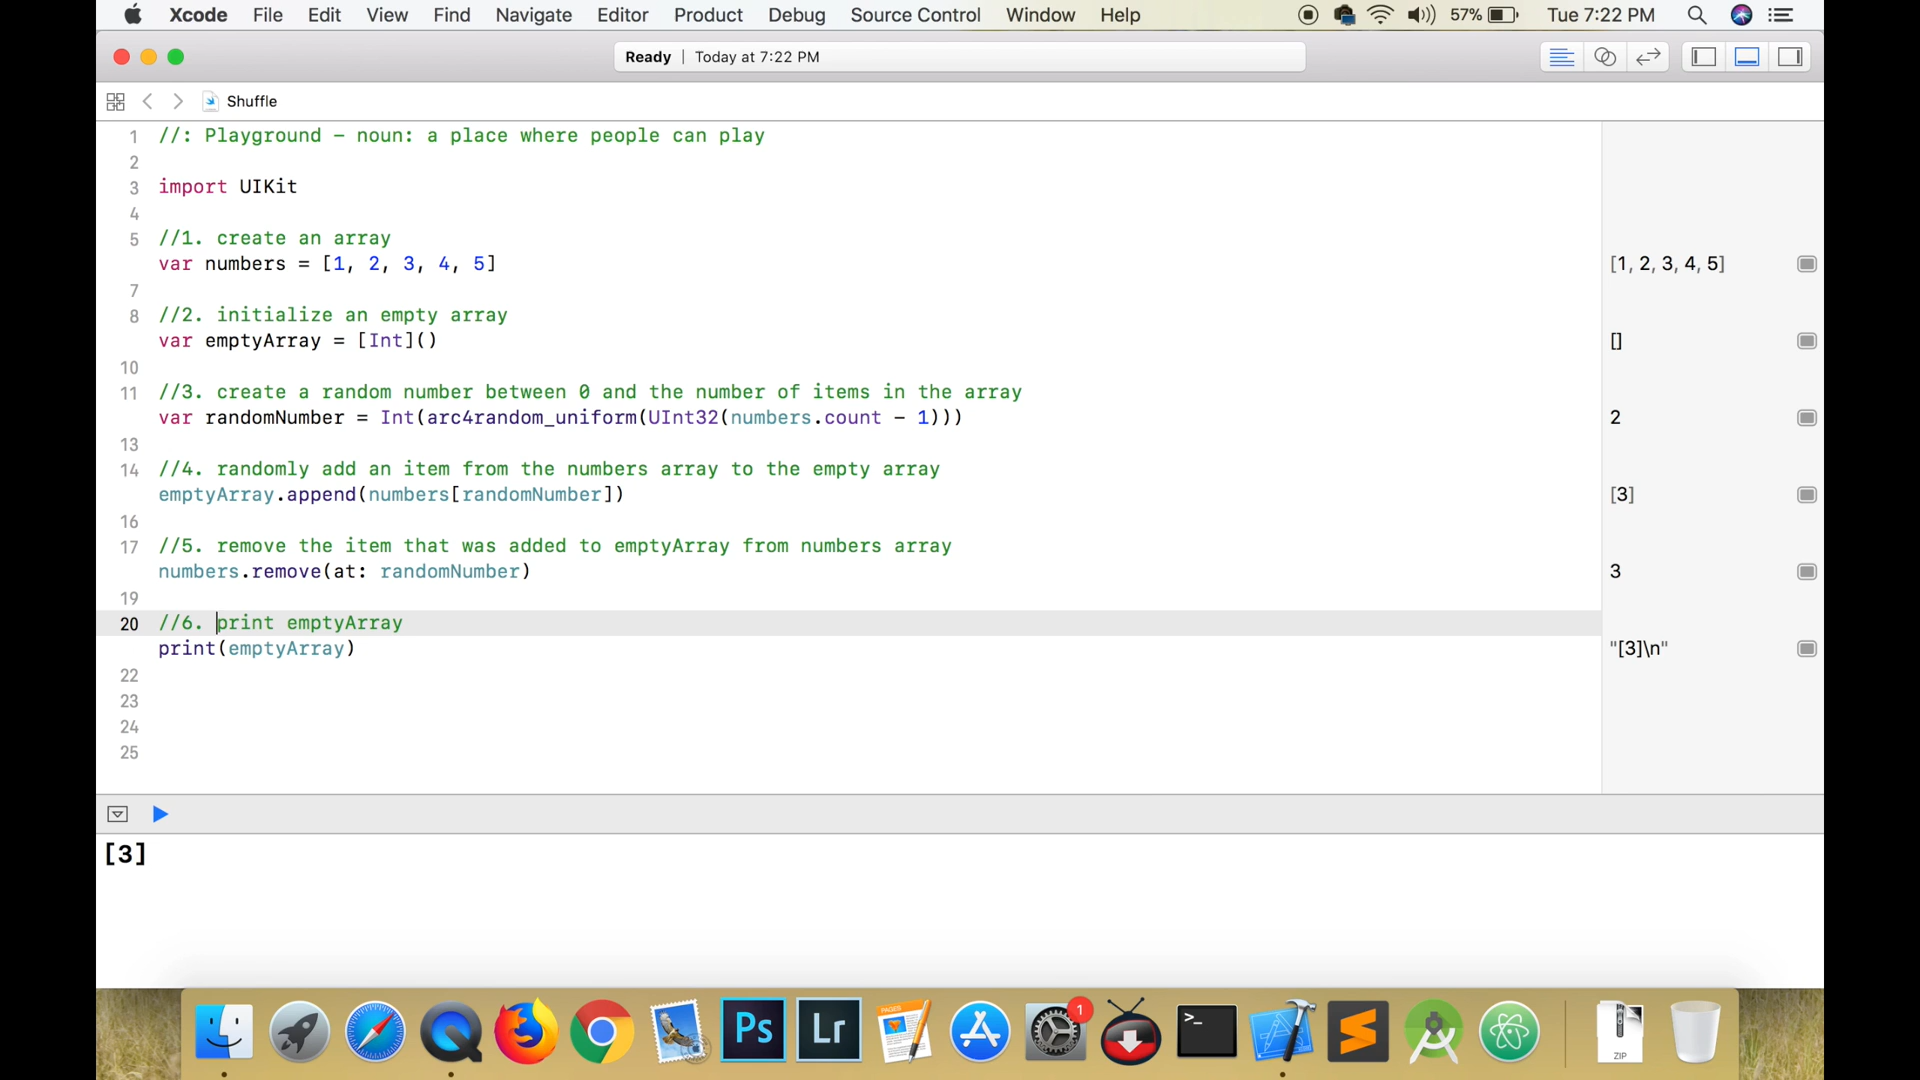 Xcode File Edit View Find Navigate Editor Product Debug Source Control Window Help 57% Tue 7:22 PM
Ready | Today at 7:22 PM
Shuffle
1 //: Playground - noun: a place where people can play
2
3 import UIKit
4
5 //1. create an array
var numbers = [1, 2, 3, 4, 5] [1, 2, 3, 4, 5]
7
8 //2. initialize an empty array
var emptyArray = [Int]() []
10
11 //3. create a random number between 0 and the number of items in the array
var randomNumber = Int(arc4random_uniform(UInt32(numbers.count - 1))) 2
13
14 //4. randomly add an item from the numbers array to the empty array
emptyArray.append(numbers[randomNumber]) [3]
16
17 //5. remove the item that was added to emptyArray from numbers array
numbers.remove(at: randomNumber) 3
19
20 //6. print emptyArray
print(emptyArray) "[3]\n"
22
23
24
25
[3]
Ps Lr PAGES 1 >_ ZIP